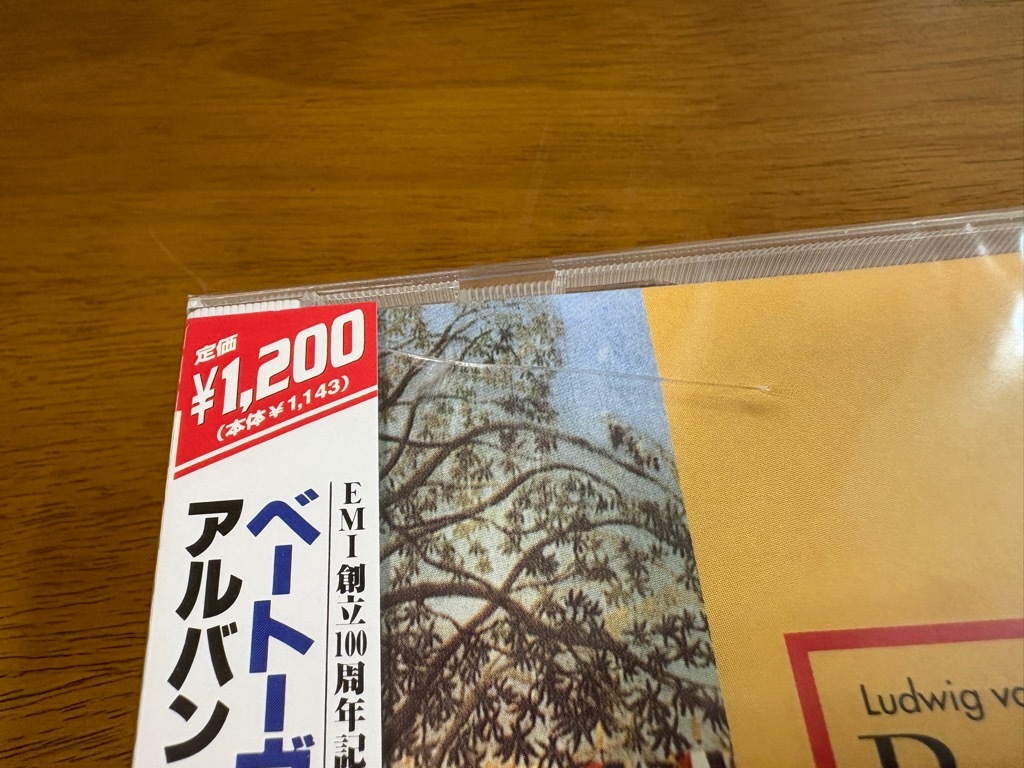 定価
¥1,200
(本体¥1,143)
EMI創立100周年記
ベートーヴ
アルバン
Ludwig